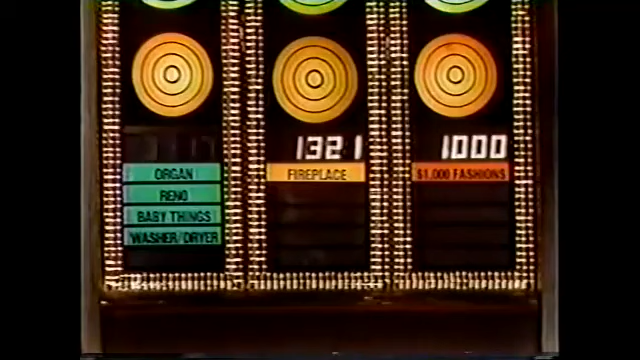 1321
1000
ORGAN
FIREPLACE
$1,000 FASHIONS
RENO
BABY THINGS
WASHER/DRYER